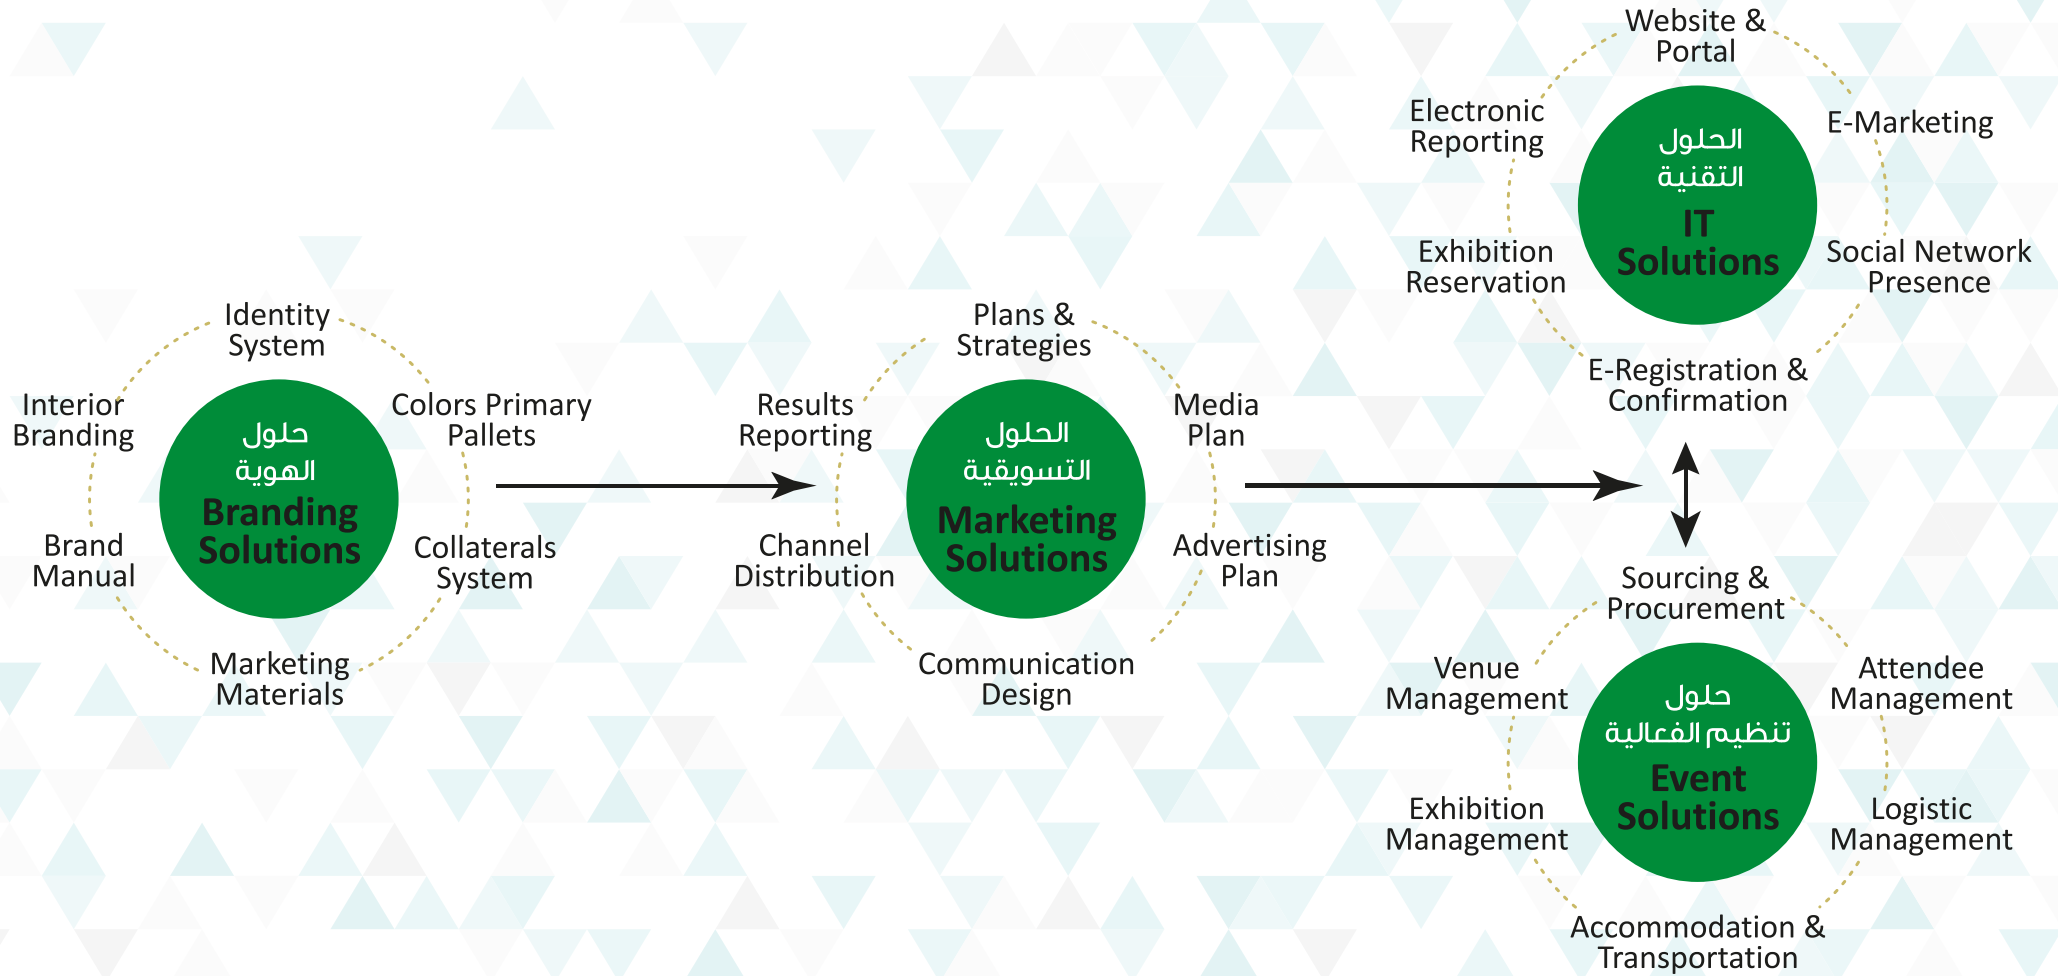 Identity
System
Interior
Branding
Colors Primary
Pallets
حلول
الهوية
Branding
Solutions
Brand
Manual
Collaterals
System
Marketing
Materials
Plans &
Strategies
Results
Reporting
Media
Plan
الحلول
التسويقية
Marketing
Solutions
Channel
Distribution
Advertising
Plan
Communication
Design
Website &
Portal
Electronic
Reporting
E-Marketing
الحلول
التقنية
IT
Solutions
Exhibition
Reservation
Social Network
Presence
E-Registration &
Confirmation
Sourcing &
Procurement
Venue
Management
Attendee
Management
حلول
تنظيم الفعالية
Event
Solutions
Exhibition
Management
Logistic
Management
Accommodation &
Transportation